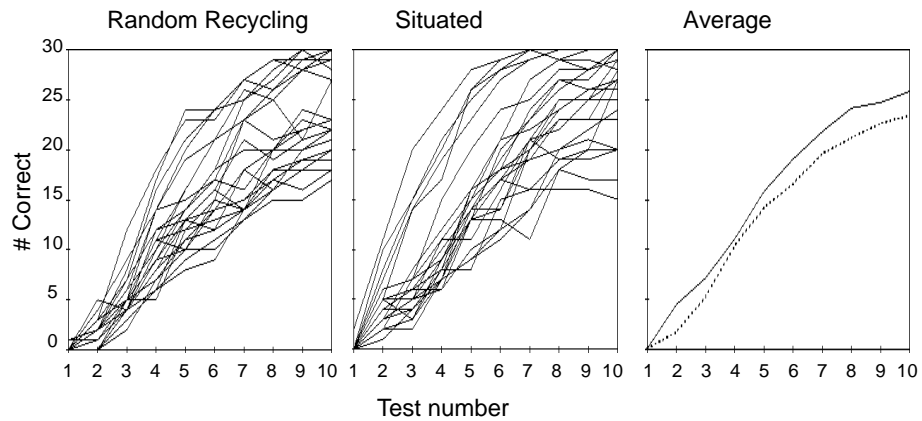 Random Recycling
Situated
Average
# Correct
30
25
20
15
10
5
0
1 2 3 4 5 6 7 8 9 10
1 2 3 4 5 6 7 8 9 10
1 2 3 4 5 6 7 8 9 10
Test number